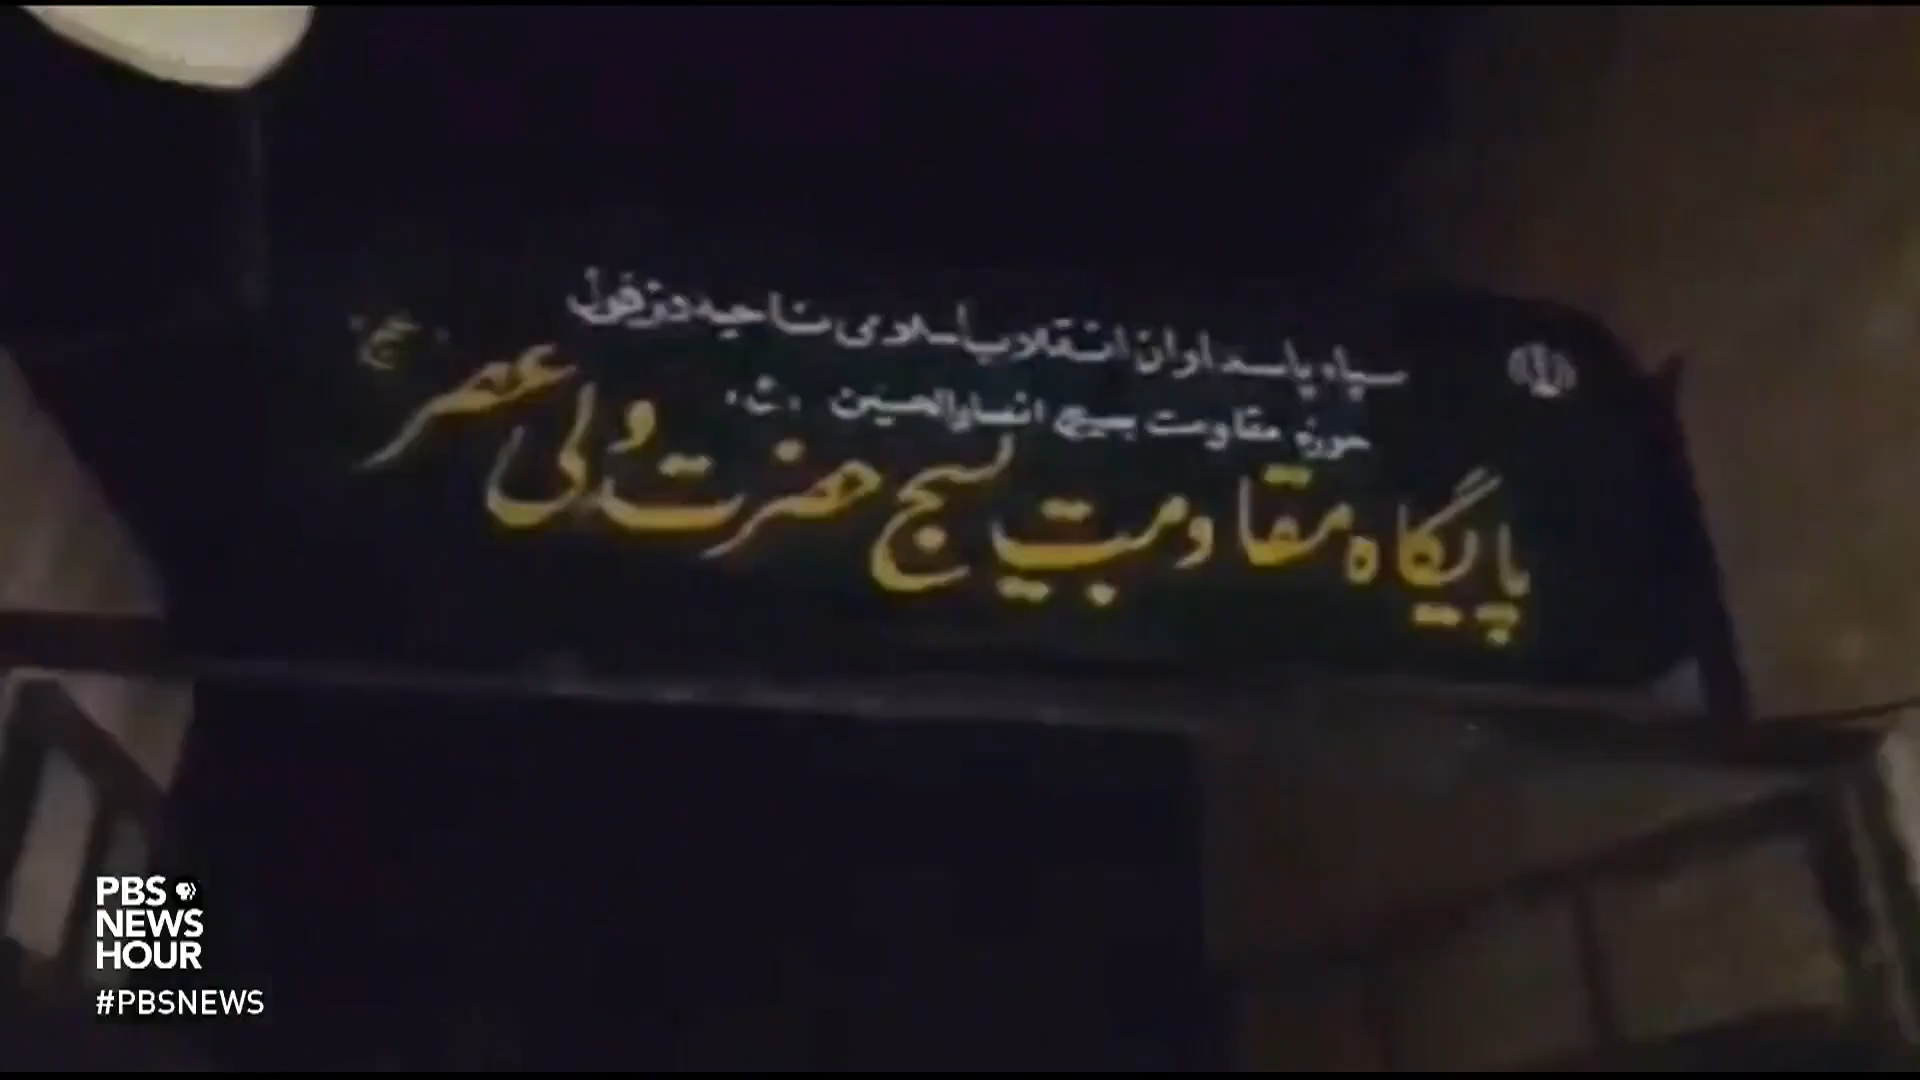 سپاه پاسداران انقلاب اسلامی ناحیه دزفول
حوزه مقاومت بسیج انصارالحسین
پایگاه مقاومت بسیج حضرت ولی عصر "عج"
PBS
NEWS
HOUR
#PBSNEWS